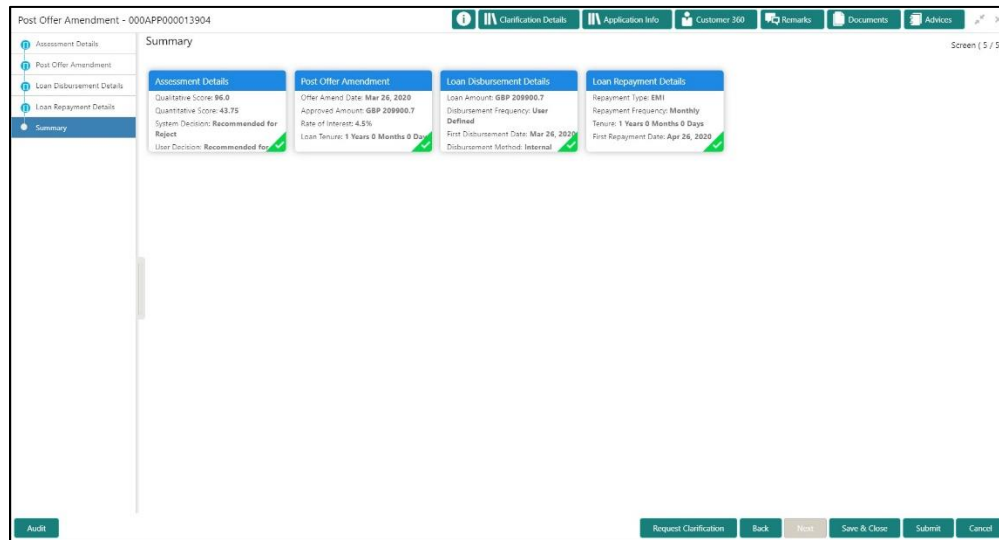 Post Offer Amendment - 000APP000013904
Clarification Details
Application Info
Customer 360
Remarks
Documents
Advices
Assessment Details
Post Offer Amendment
Loan Disbursement Details
Loan Repayment Details
Summary
Summary
Screen ( 5 / 5
Assessment Details
Qualitative Score: 96.0
Quantitative Score: 43.75
System Decision: Recommended for
Reject
User Decision: Recommended for
Post Offer Amendment
Offer Amend Date: Mar 26, 2020
Approved Amount: GBP 209900.7
Rate of Interest: 4.5%
Loan Tenure: 1 Years 0 Months 0 Day
Loan Disbursement Details
Loan Amount: GBP 209900.7
Disbursement Frequency: User
Defined
First Disbursement Date: Mar 26, 2020
Disbursement Method: Internal
Loan Repayment Details
Repayment Type: EMI
Repayment Frequency: Monthly
Tenure: 1 Years 0 Months 0 Days
First Repayment Date: Apr 26, 2020
Audit
Request Clarification
Back
Next
Save & Close
Submit
Cancel